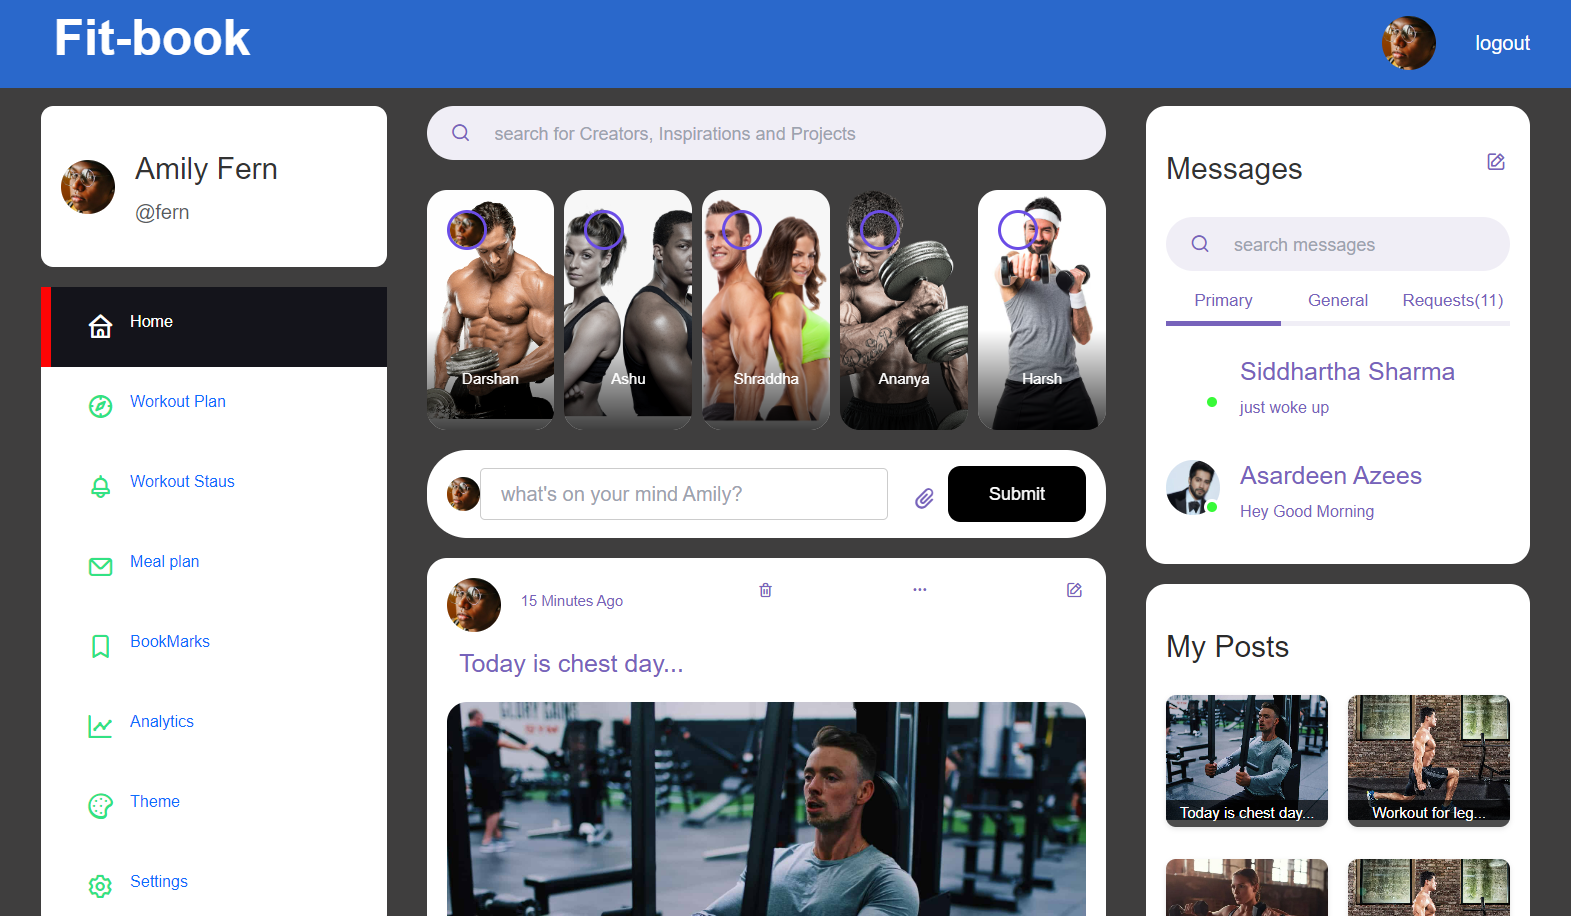 Fit-book
logout
Amily Fern
@fern
Home
Workout Plan
Workout Staus
Meal plan
BookMarks
Analytics
Theme
Settings
search for Creators, Inspirations and Projects
Darshan
Ashu
Shraddha
Ananya
Harsh
what's on your mind Amily?
Submit
15 Minutes Ago
Today is chest day...
Messages
search messages
Primary
General
Requests(11)
Siddhartha Sharma
just woke up
Asardeen Azees
Hey Good Morning
My Posts
Today is chest day...
Workout for leg...